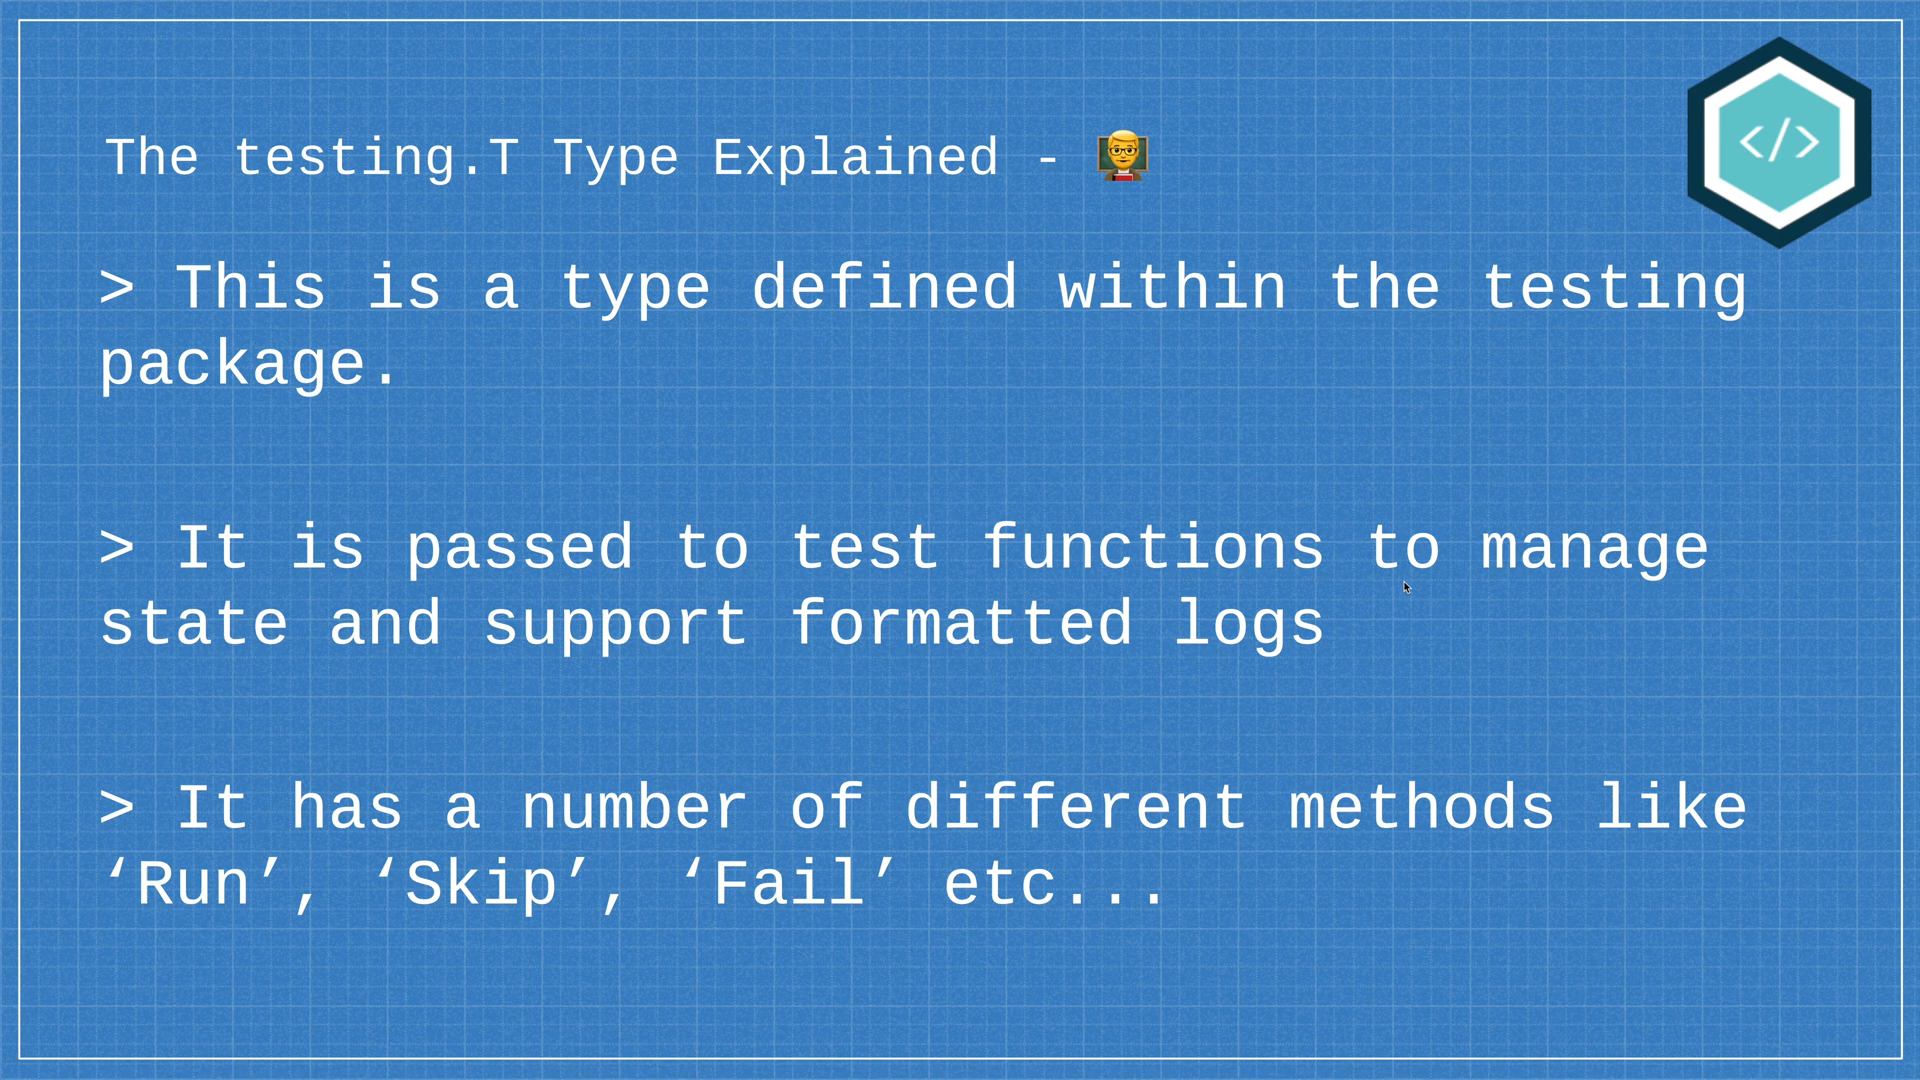 The testing.T Type Explained - 👨‍🏫
</>
> This is a type defined within the testing
package.
> It is passed to test functions to manage
state and support formatted logs
> It has a number of different methods like
‘Run’, ‘Skip’, ‘Fail’ etc...